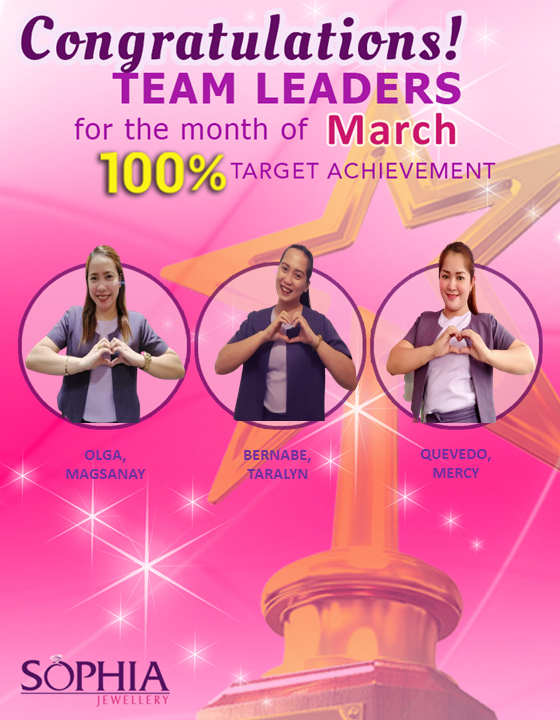 Congratulations!
TEAM LEADERS
for the month of March
100% TARGET ACHIEVEMENT
OLGA,
MAGSANAY
BERNABE,
TARALYN
QUEVEDO,
MERCY
SOPHIA
JEWELLERY